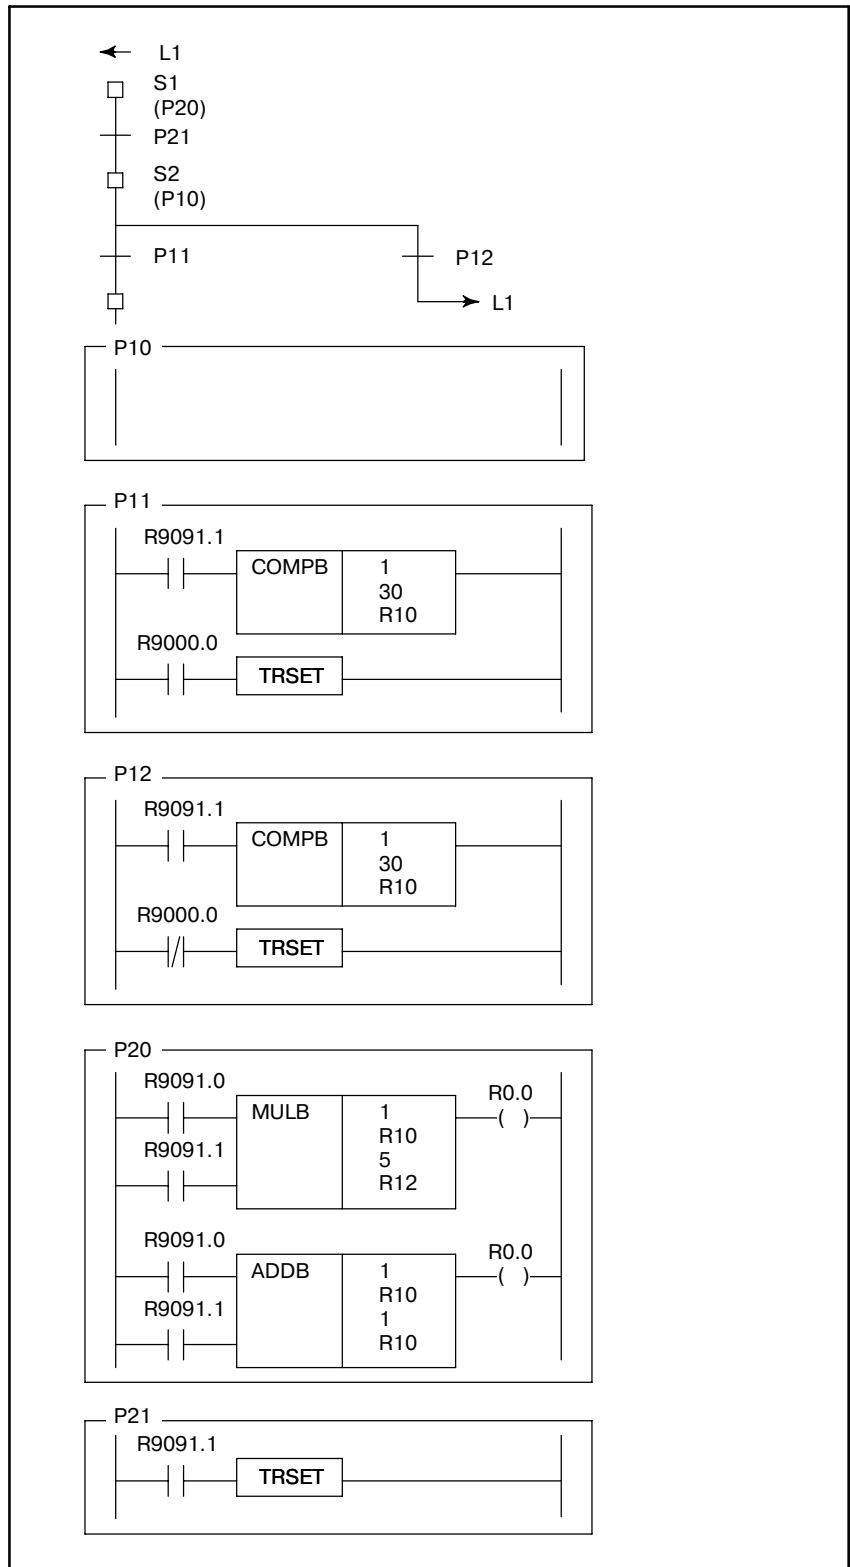 L1
S1
(P20)
P21
S2
(P10)
P11
P12
L1
P10
P11
R9091.1
COMPB
1
30
R10
R9000.0
TRSET
P12
R9091.1
COMPB
1
30
R10
R9000.0
TRSET
P20
R9091.0
MULB
1
R10
5
R12
R0.0
( )
R9091.1
R9091.0
ADDB
1
R10
1
R10
R0.0
( )
R9091.1
P21
R9091.1
TRSET